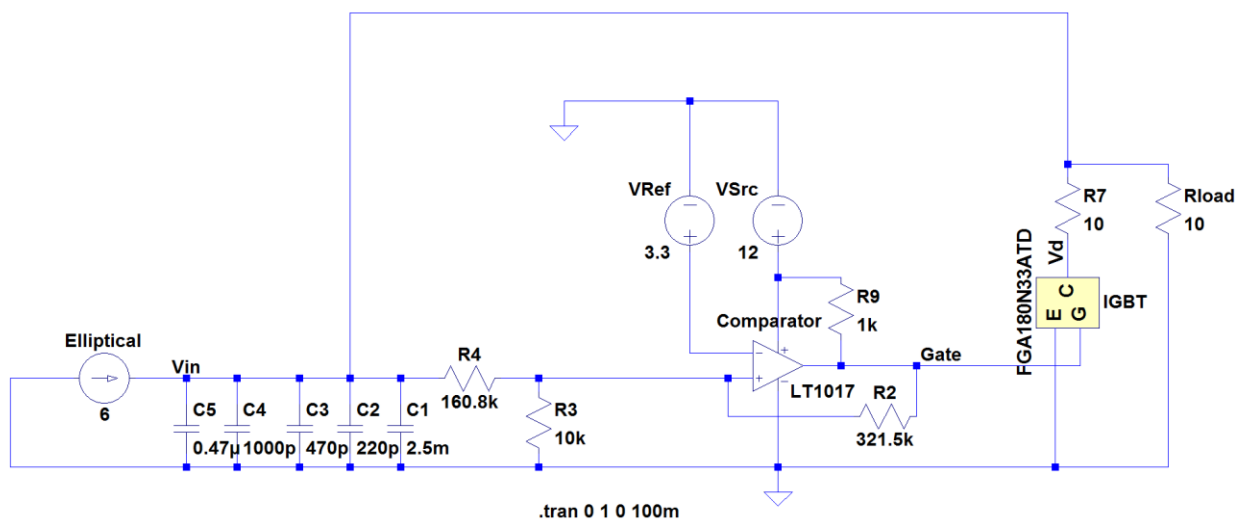 VRef
3.3
VSrc
12
R7
10
Rload
10
Vd
FGA180N33ATD
C
E
G
IGBT
R9
1k
Comparator
Gate
LT1017
R2
321.5k
Elliptical
6
Vin
R4
160.8k
R3
10k
C5
0.47µ
C4
1000p
C3
470p
C2
220p
C1
2.5m
.tran 0 1 0 100m